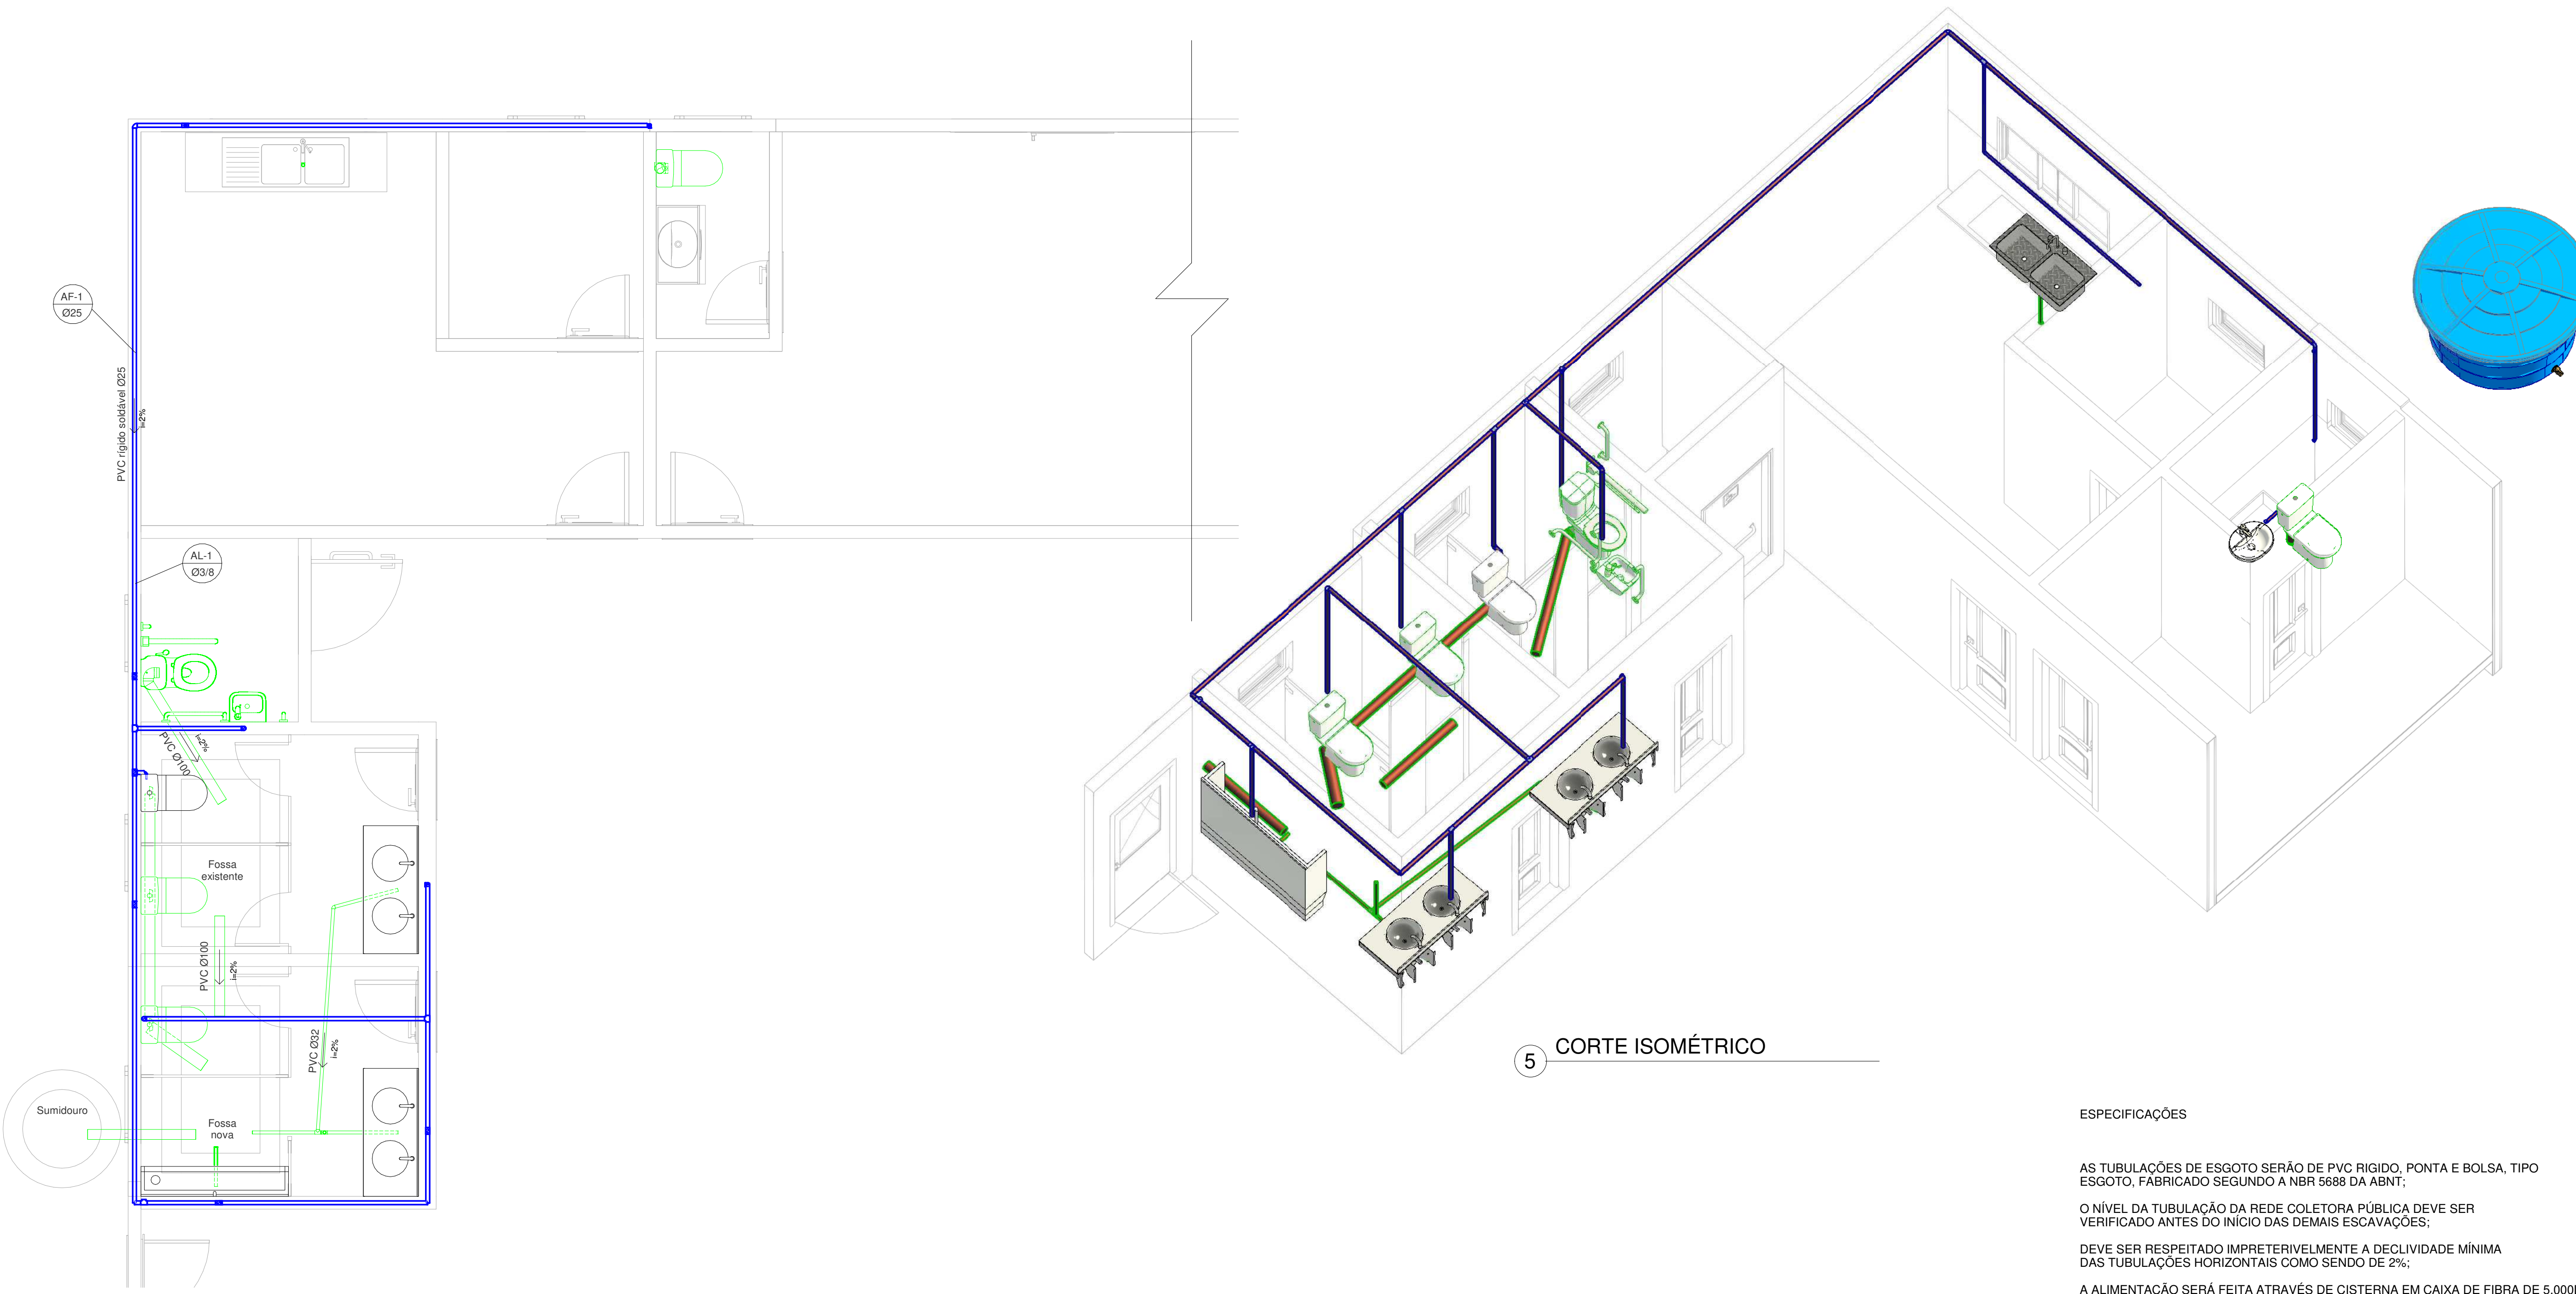 AF-1
Ø25
PVC rígido soldável Ø25
i=2%
AL-1
Ø3/8
PVC Ø100
i=2%
Fossa
existente
PVC Ø100
i=2%
PVC Ø32
i=2%
Sumidouro
Fossa
nova
5
CORTE ISOMÉTRICO
ESPECIFICAÇÕES
AS TUBULAÇÕES DE ESGOTO SERÃO DE PVC RIGIDO, PONTA E BOLSA, TIPO
ESGOTO, FABRICADO SEGUNDO A NBR 5688 DA ABNT;
O NÍVEL DA TUBULAÇÃO DA REDE COLETORA PÚBLICA DEVE SER
VERIFICADO ANTES DO INÍCIO DAS DEMAIS ESCAVAÇÕES;
DEVE SER RESPEITADO IMPRETERIVELMENTE A DECLIVIDADE MÍNIMA
DAS TUBULAÇÕES HORIZONTAIS COMO SENDO DE 2%;
A ALIMENTAÇÃO SERÁ FEITA ATRAVÉS DE CISTERNA EM CAIXA DE FIBRA DE